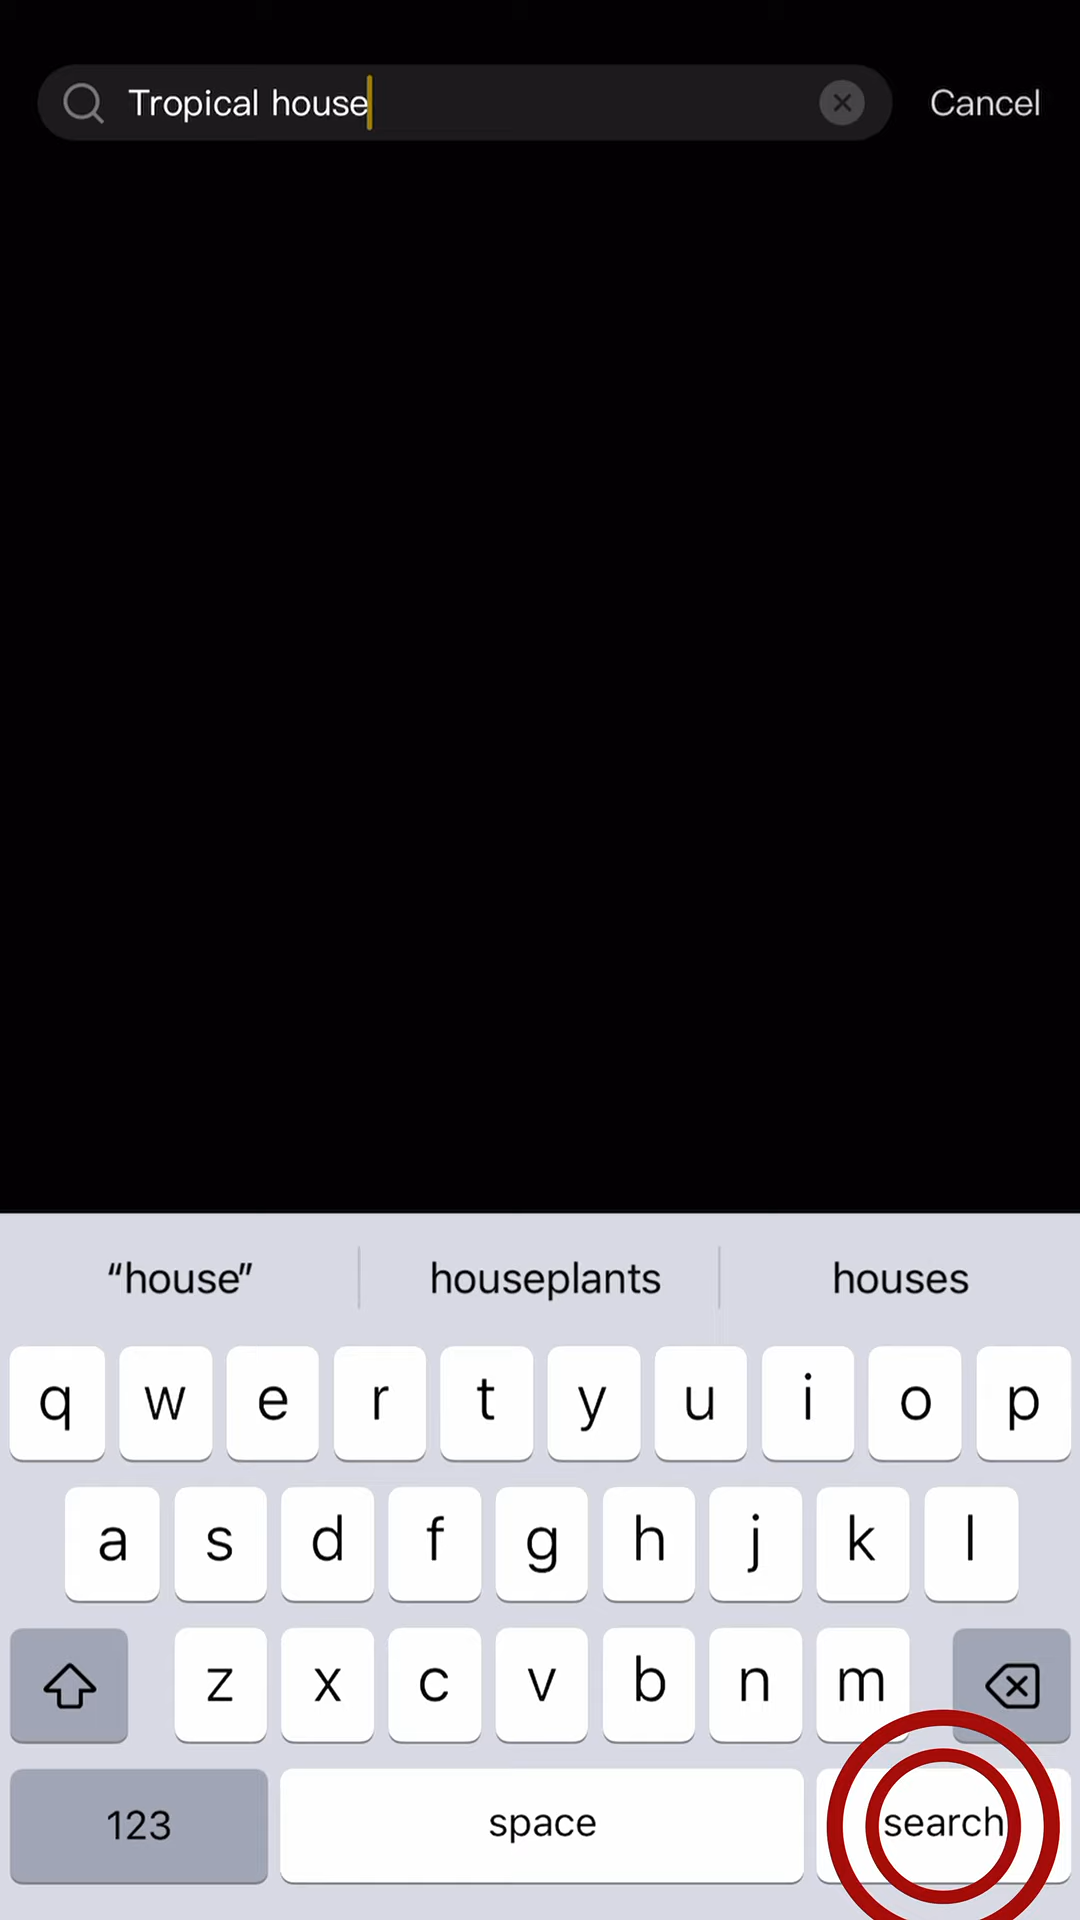 Tropical house Cancel
“house” houseplants houses
q w e r t y u i o p
a s d f g h j k l
z x c v b n m
123 space search